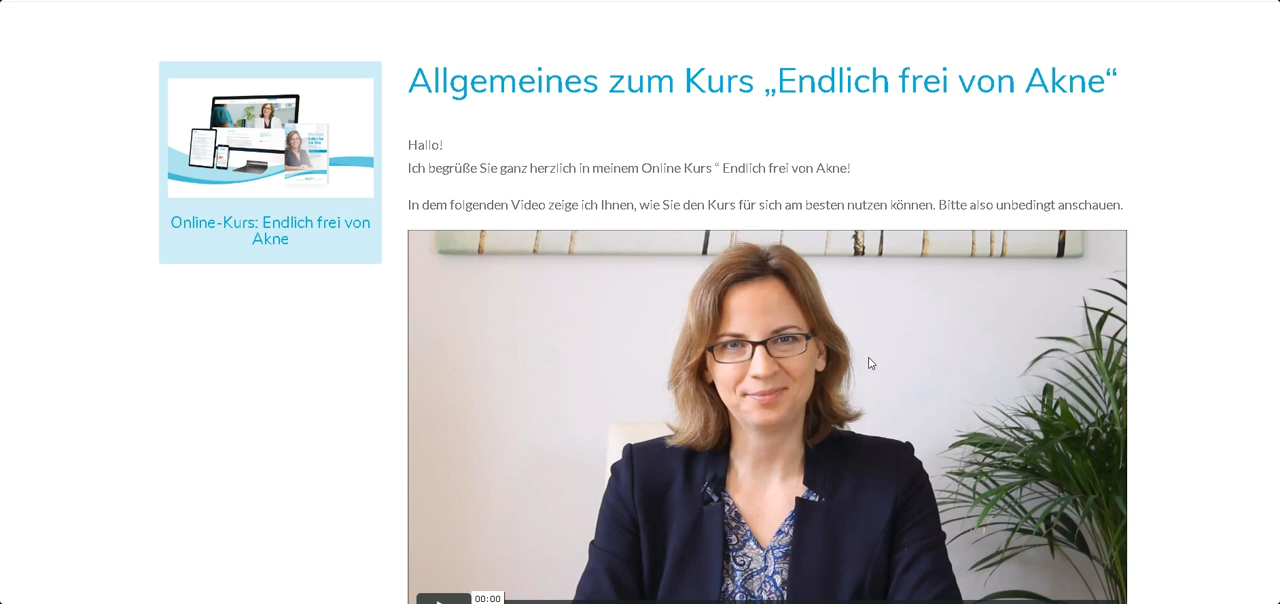 Allgemeines zum Kurs „Endlich frei von Akne“
Hallo!
Ich begrüße Sie ganz herzlich in meinem Online Kurs “ Endlich frei von Akne!
In dem folgenden Video zeige ich Ihnen, wie Sie den Kurs für sich am besten nutzen können. Bitte also unbedingt anschauen.
Online-Kurs: Endlich frei von
Akne
00:00